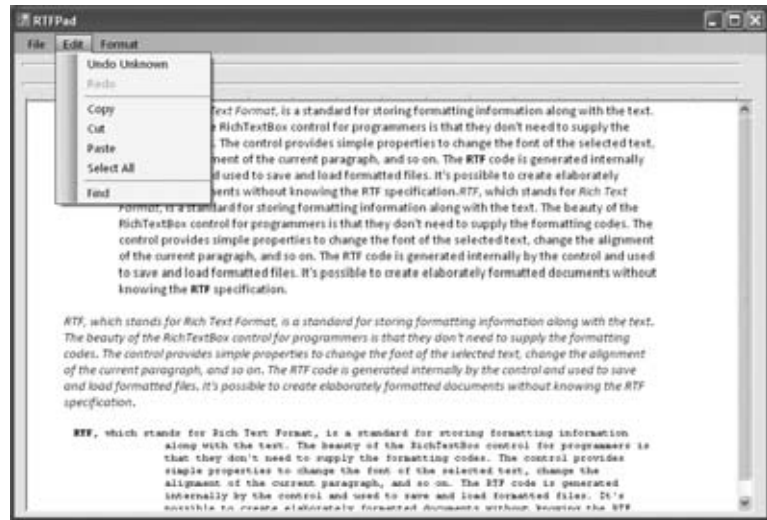 RTFPad
File Edit Format
Undo Unknown
Redo
Copy
Cut
Paste
Select All
Find
Text Format, is a standard for storing formatting information along with the text.
RichTextBox control for programmers is that they don't need to supply the
. The control provides simple properties to change the font of the selected text,
ment of the current paragraph, and so on. The RTF code is generated internally
d used to save and load formatted files. It's possible to create elaborately
ents without knowing the RTF specification.RTF, which stands for Rich Text
Format, is a standard for storing formatting information along with the text. The beauty of the
RichTextBox control for programmers is that they don't need to supply the formatting codes. The
control provides simple properties to change the font of the selected text, change the alignment
of the current paragraph, and so on. The RTF code is generated internally by the control and used
to save and load formatted files. It's possible to create elaborately formatted documents without
knowing the RTF specification.
RTF, which stands for Rich Text Format, is a standard for storing formatting information along with the text.
The beauty of the RichTextBox control for programmers is that they don't need to supply the formatting
codes. The control provides simple properties to change the font of the selected text, change the alignment
of the current paragraph, and so on. The RTF code is generated internally by the control and used to save
and load formatted files. It's possible to create elaborately formatted documents without knowing the RTF
specification.
RTF, which stands for Rich Text Format, is a standard for storing formatting information
along with the text. The beauty of the RichTextBox control for programmers is
that they don't need to supply the formatting codes. The control provides
simple properties to change the font of the selected text, change the
alignment of the current paragraph, and so on. The RTF code is generated
internally by the control and used to save and load formatted files. It's
possible to create elaborately formatted documents without knowing the RTF